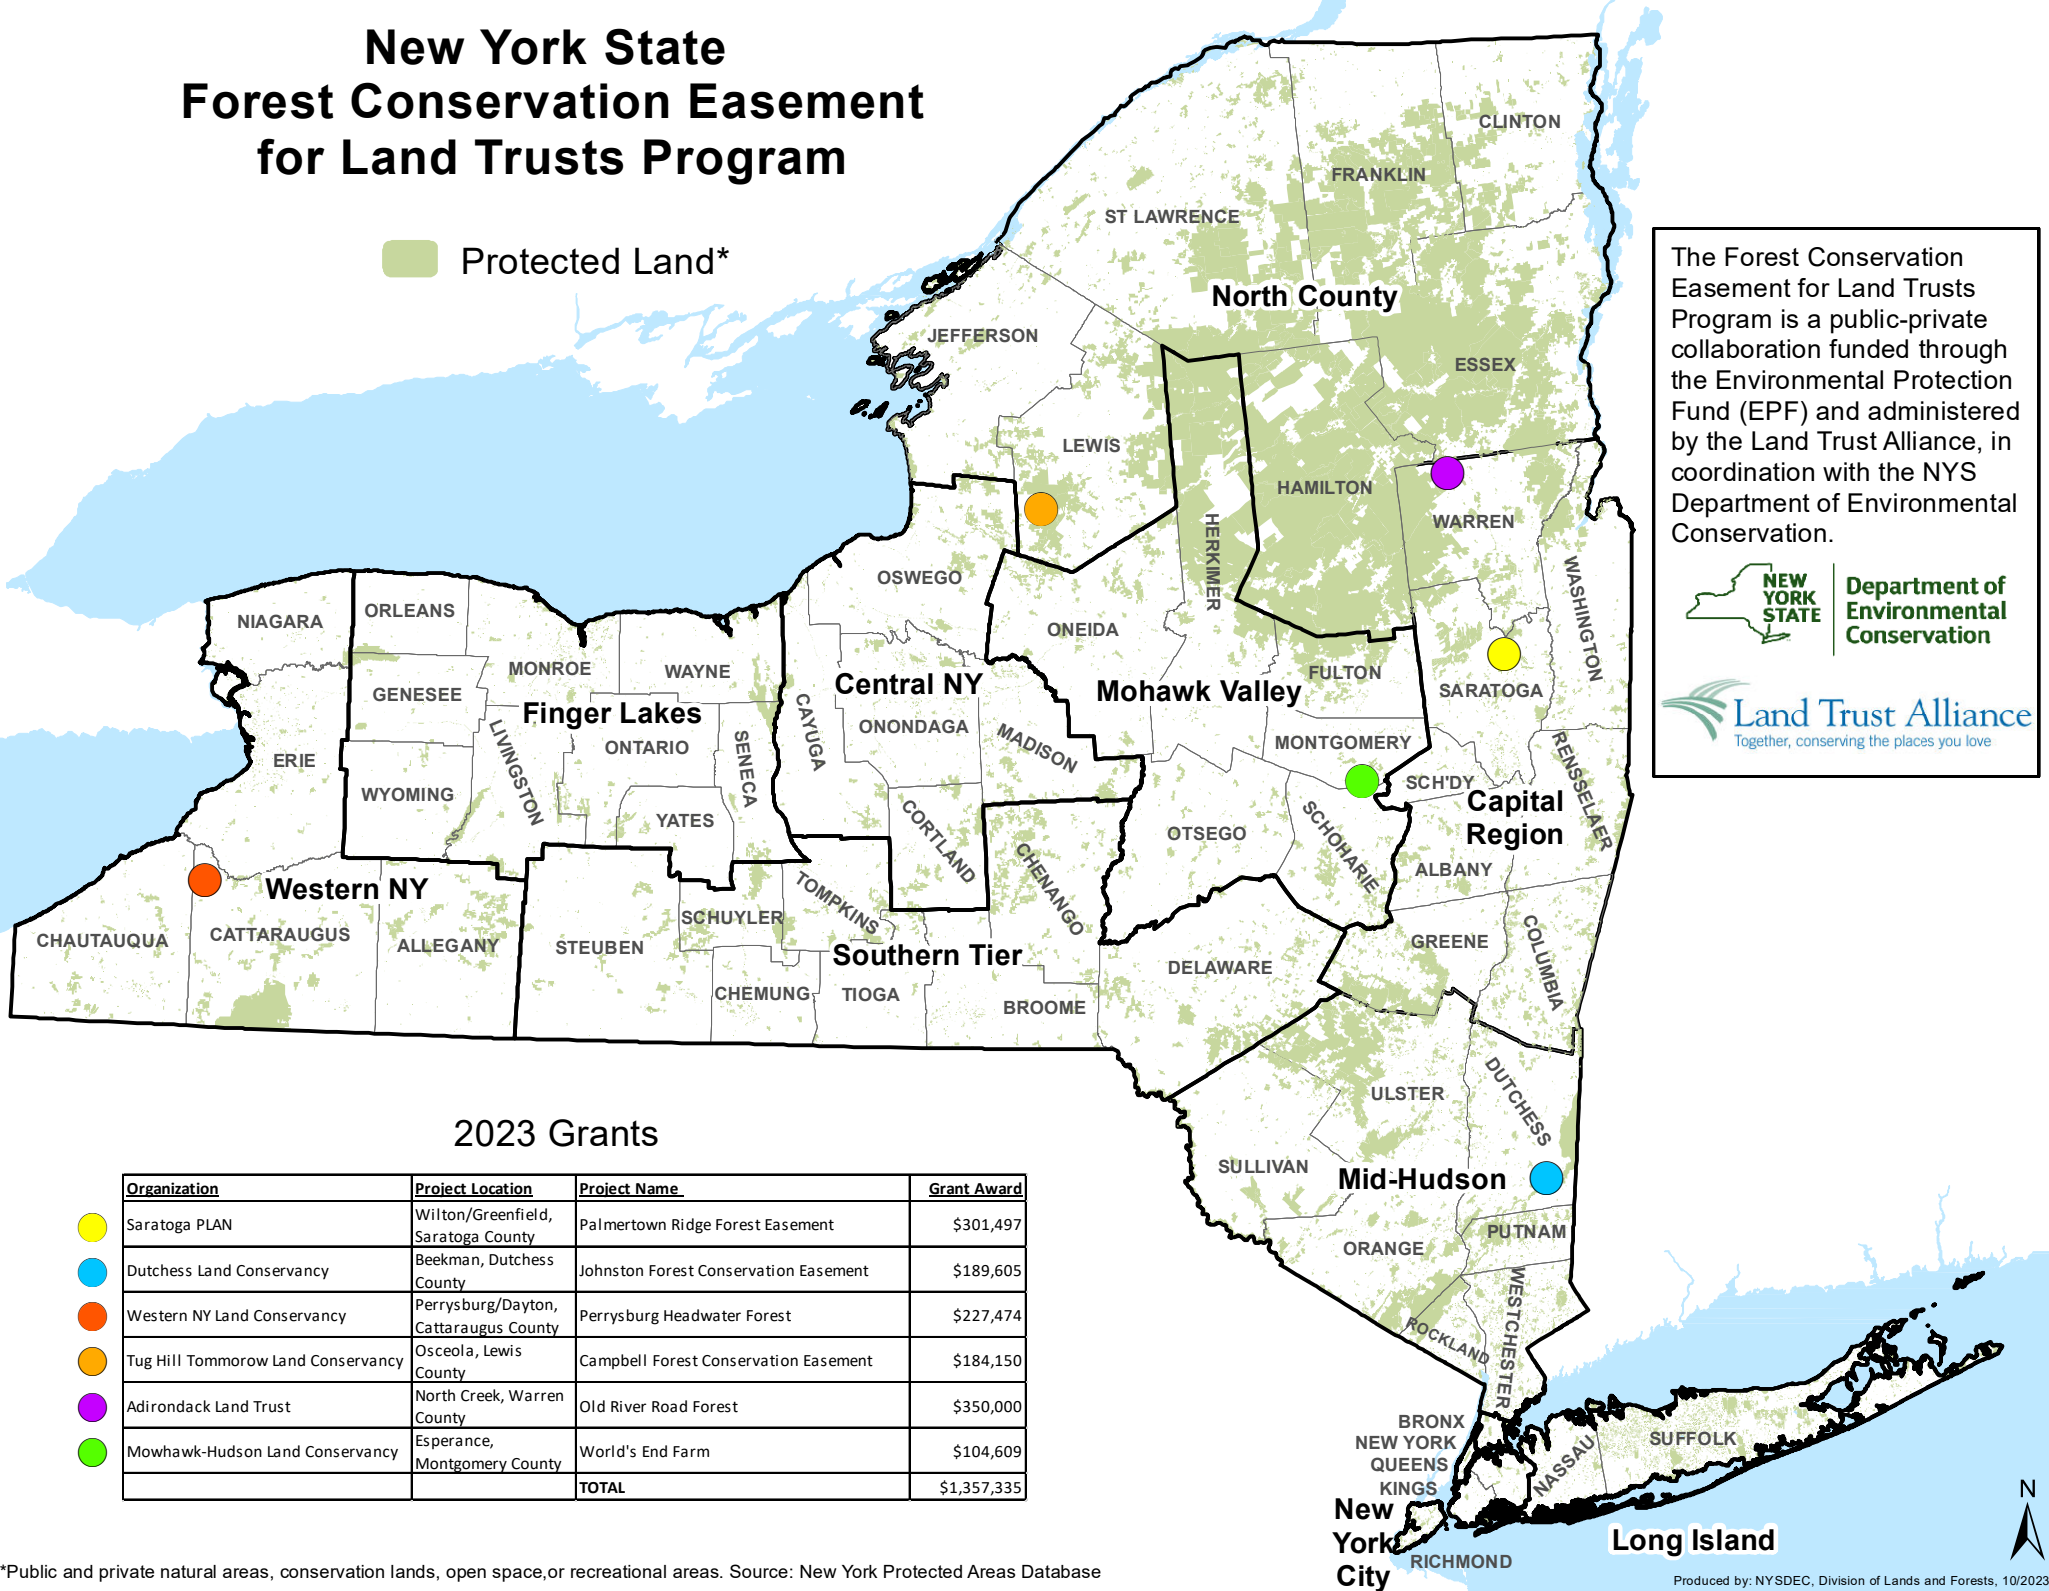 New York State
Forest Conservation Easement
for Land Trusts Program
Protected Land*
CLINTON
FRANKLIN
ST LAWRENCE
North County
JEFFERSON
ESSEX
LEWIS
HAMILTON
HERKIMER
WARREN
WASHINGTON
OSWEGO
ONEIDA
NIAGARA
ORLEANS
MONROE
WAYNE
GENESEE
Central NY
Mohawk Valley
FULTON
SARATOGA
Finger Lakes
ONTARIO
LIVINGSTON
SENECA
CAYUGA
ONONDAGA
MADISON
MONTGOMERY
ERIE
WYOMING
YATES
SCH'DY
Capital
Region
RENSSELAER
CORTLAND
CHENANGO
OTSEGO
SCHOHARIE
ALBANY
Western NY
CHAUTAUQUA
CATTARAUGUS
ALLEGANY
STEUBEN
SCHUYLER
TOMPKINS
Southern Tier
CHEMUNG
TIOGA
BROOME
DELAWARE
GREENE
COLUMBIA
ULSTER
DUTCHESS
SULLIVAN
Mid-Hudson
PUTNAM
ORANGE
ROCKLAND
WESTCHESTER
BRONX
NEW YORK
QUEENS
KINGS
New
York
City
RICHMOND
NASSAU
SUFFOLK
Long Island
The Forest Conservation
Easement for Land Trusts
Program is a public-private
collaboration funded through
the Environmental Protection
Fund (EPF) and administered
by the Land Trust Alliance, in
coordination with the NYS
Department of Environmental
Conservation.
NEW
YORK
STATE
Department of
Environmental
Conservation
Land Trust Alliance
Together, conserving the places you love
2023 Grants
Organization Project Location Project Name Grant Award
Saratoga PLAN Wilton/Greenfield, Saratoga County Palmertown Ridge Forest Easement $301,497
Dutchess Land Conservancy Beekman, Dutchess County Johnston Forest Conservation Easement $189,605
Western NY Land Conservancy Perrysburg/Dayton, Cattaraugus County Perrysburg Headwater Forest $227,474
Tug Hill Tommorow Land Conservancy Osceola, Lewis County Campbell Forest Conservation Easement $184,150
Adirondack Land Trust North Creek, Warren County Old River Road Forest $350,000
Mowhawk-Hudson Land Conservancy Esperance, Montgomery County World's End Farm $104,609
TOTAL $1,357,335
N
*Public and private natural areas, conservation lands, open space,or recreational areas. Source: New York Protected Areas Database
Produced by: NYSDEC, Division of Lands and Forests, 10/2023